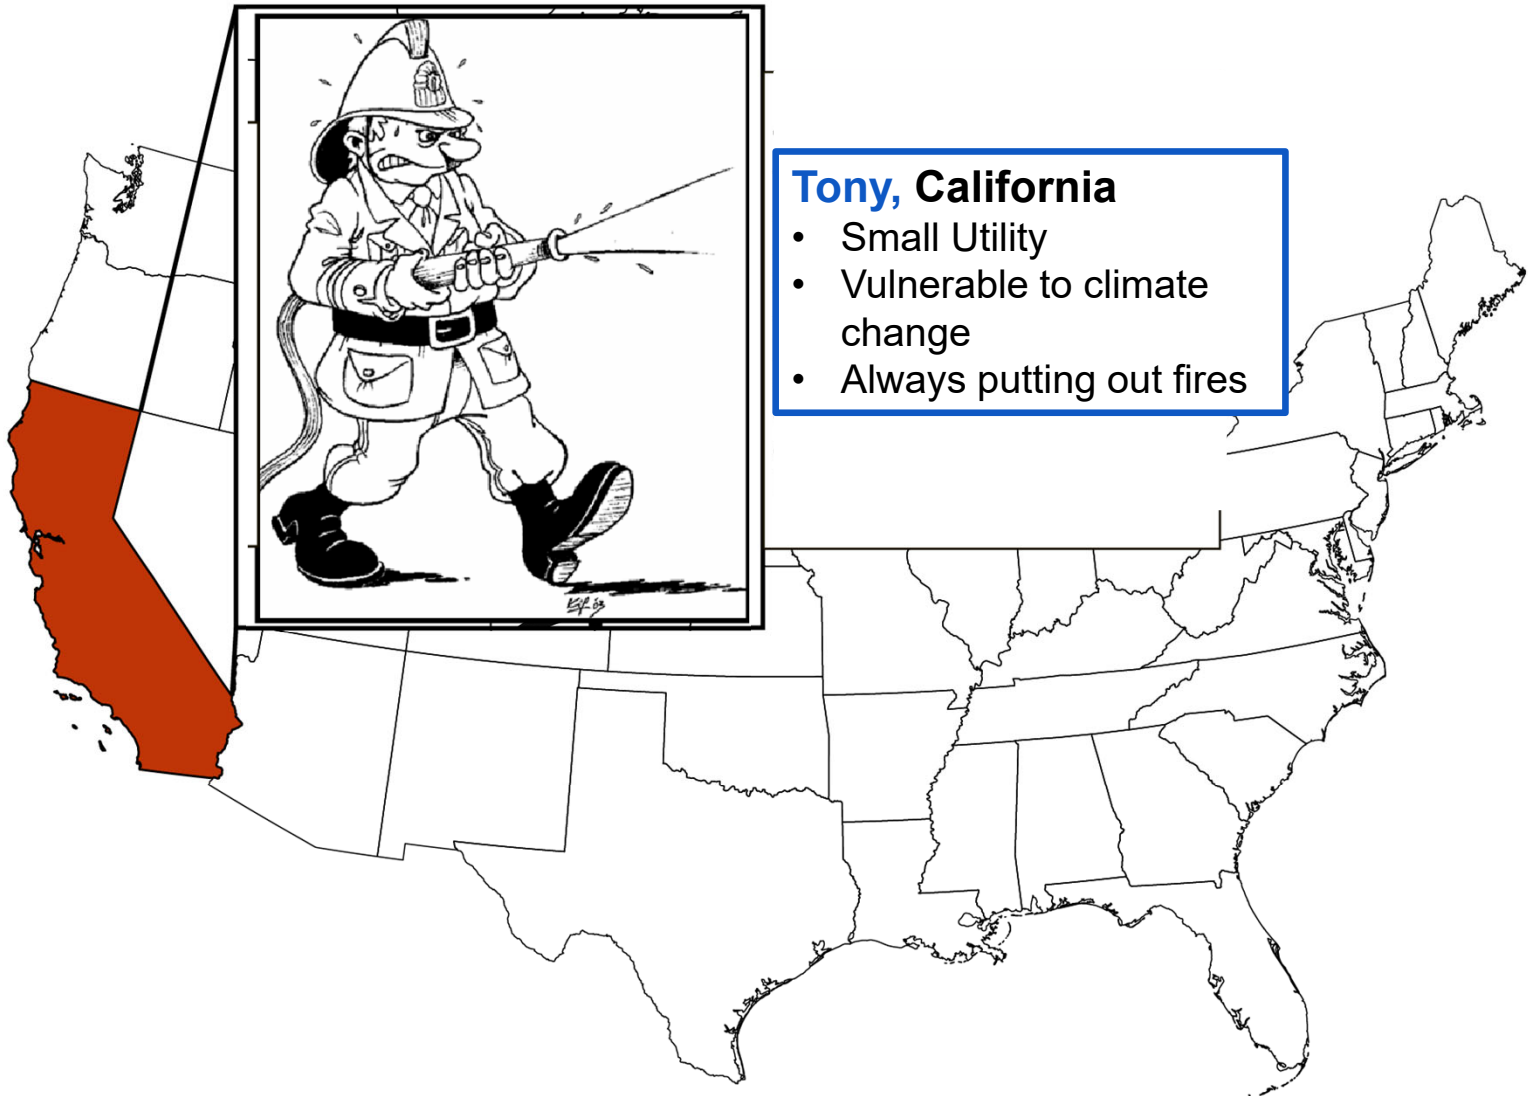 Tony, California
• Small Utility
• Vulnerable to climate
change
• Always putting out fires